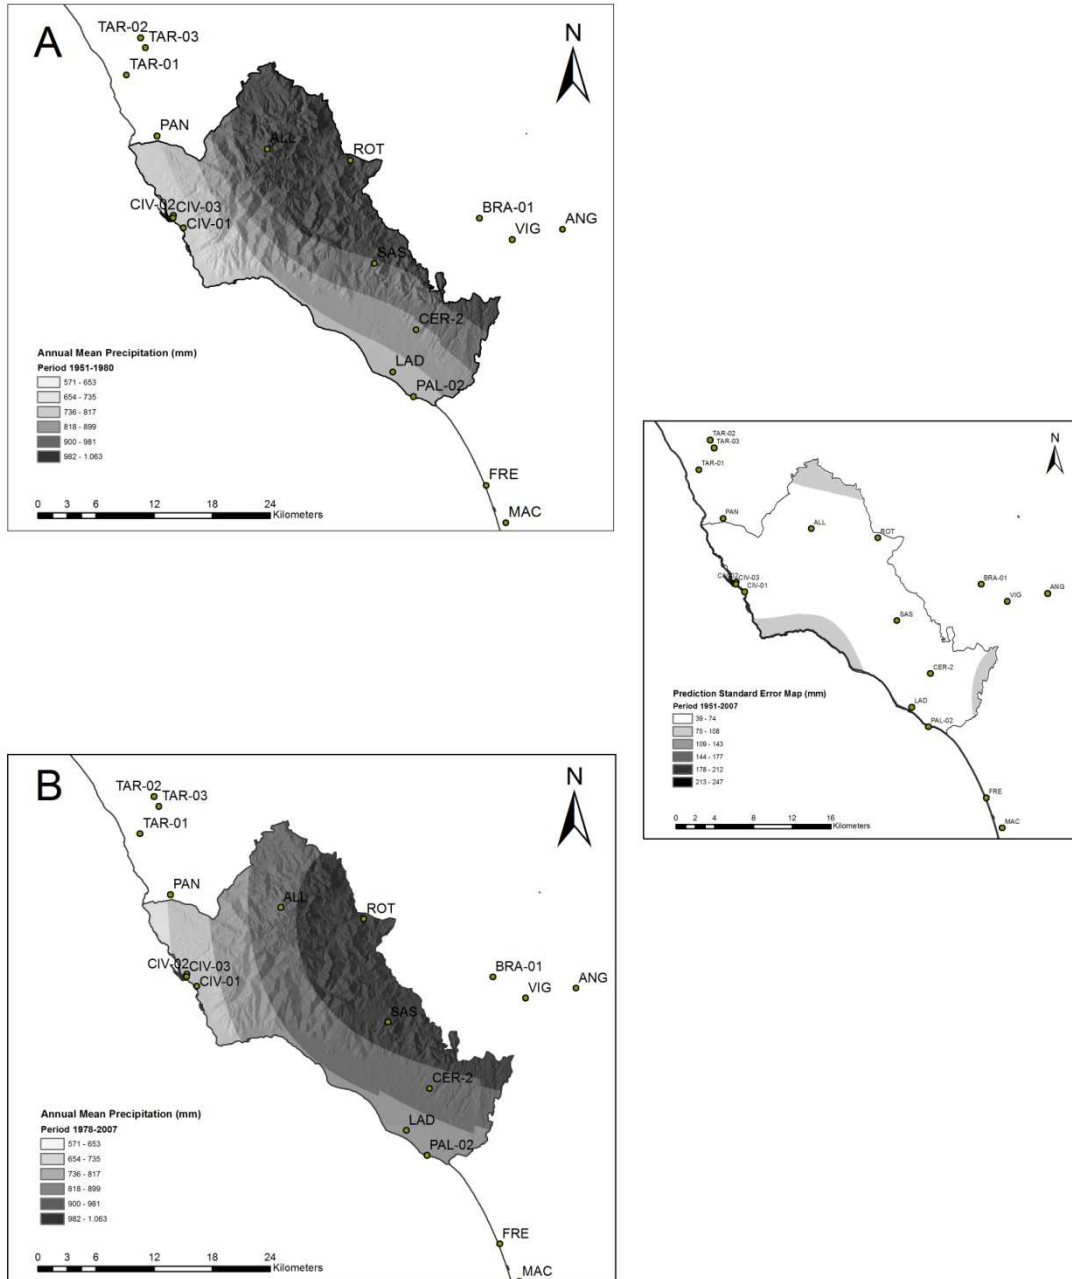 A
N
TAR-02
TAR-03
TAR-01
PAN
ALL
ROT
CIV-02
CIV-03
CIV-01
BRA-01
VIG
ANG
SAS
CER-2
LAD
PAL-02
FRE
MAC
Annual Mean Precipitation (mm)
Period 1951-1980
571 - 653
654 - 735
736 - 817
818 - 899
900 - 981
982 - 1.063
0 3 6 12 18 24
Kilometers
N
TAR-02
TAR-03
TAR-01
PAN
ALL
ROT
CIV-02
CIV-03
CIV-01
BRA-01
VIG
ANG
SAS
CER-2
LAD
PAL-02
FRE
MAC
Prediction Standard Error Map (mm)
Period 1951-2007
39 - 74
75 - 108
109 - 143
144 - 177
178 - 212
213 - 247
0 2 4 8 12 16
Kilometers
B
N
TAR-02
TAR-03
TAR-01
PAN
ALL
ROT
CIV-02
CIV-03
CIV-01
BRA-01
VIG
ANG
SAS
CER-2
LAD
PAL-02
FRE
MAC
Annual Mean Precipitation (mm)
Period 1978-2007
571 - 653
654 - 735
736 - 817
818 - 899
900 - 981
982 - 1.063
0 3 6 12 18 24
Kilometers